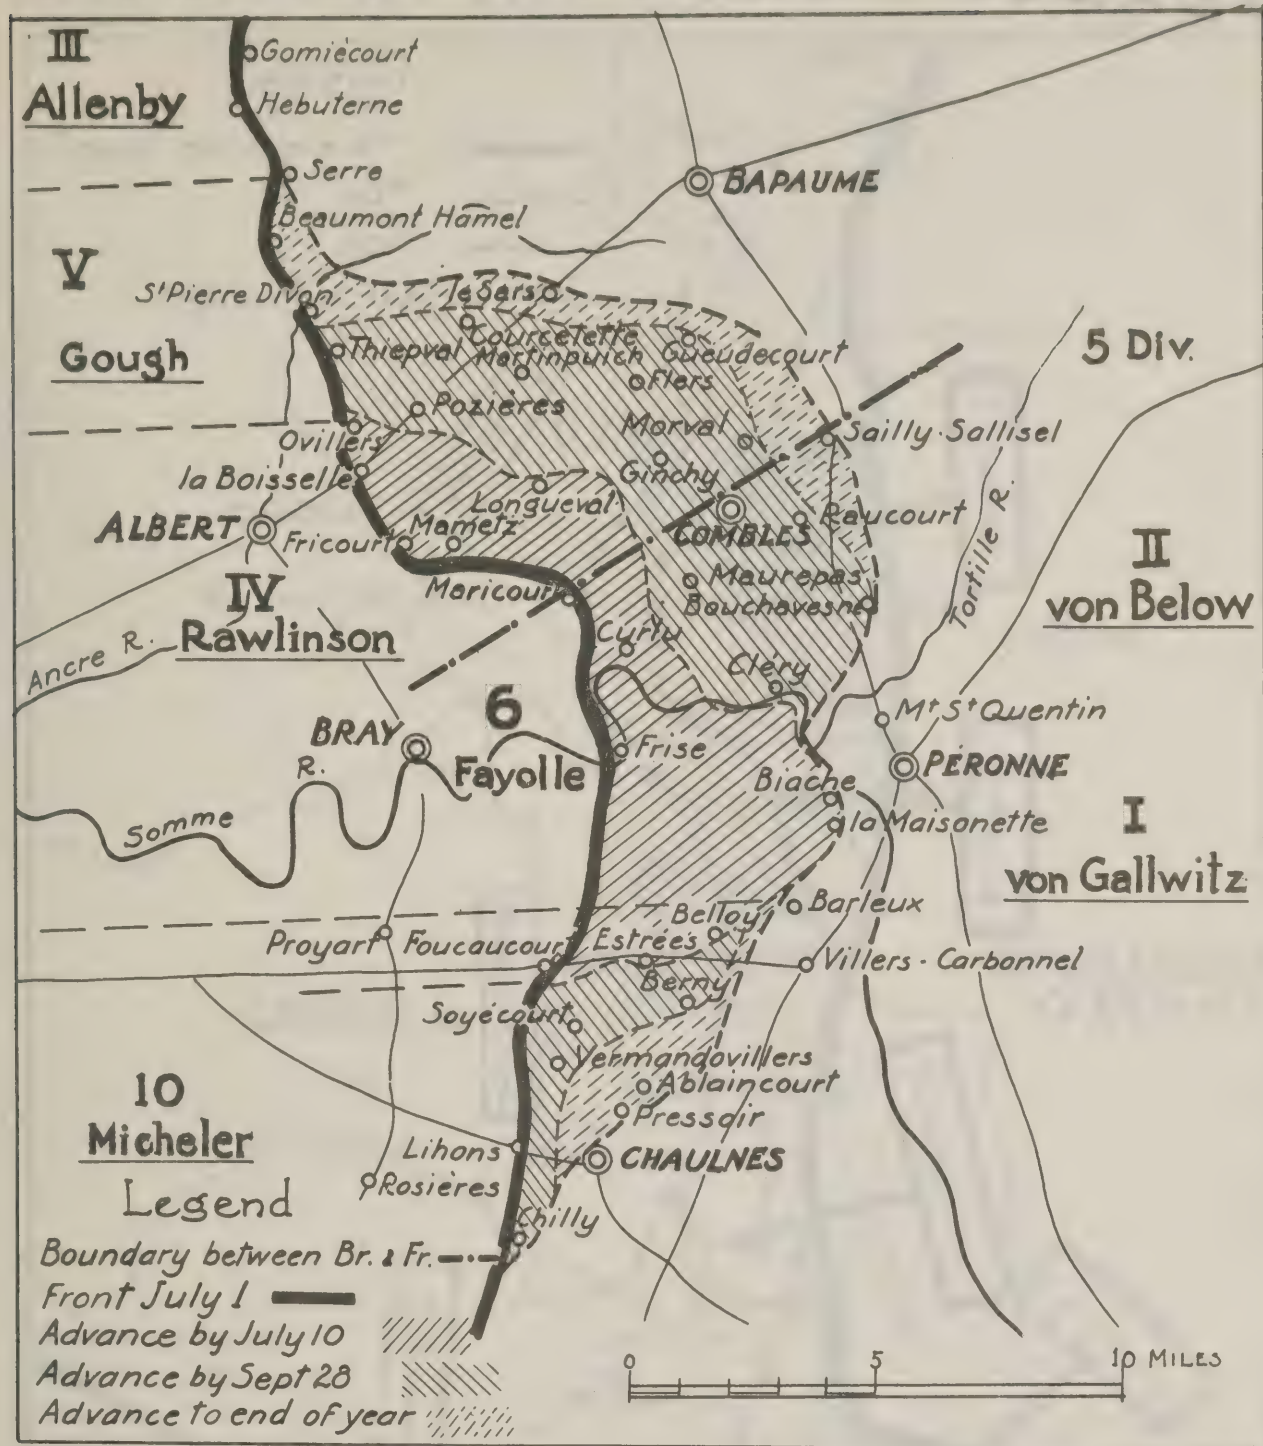 III
Allenby
Gomiècourt
Hebuterne
Serre
BAPAUME
Beaumont Hamel
V
Gough
St Pierre Divon
le Sars
Courcelette
Thiepval
Martinpuich
Gueudecourt
Flers
5 Div.
Pozières
Ovillers
Morval
Sailly-Sallisel
la Boisselle
Ginchy
Longueval
ALBERT
Fricourt
Mametz
COMBLES
Raucourt
Tortille R.
II
von Below
IV
Rawlinson
Maricourt
Maurepas
Bouchavesne
Ancre R.
Curlu
Cléry
6
Fayolle
BRAY
R.
Somme
Frise
Mt St Quentin
PÉRONNE
Biache
la Maisonette
I
von Gallwitz
Barleux
Belloy
Proyart
Foucaucourt
Estrées
Villers-Carbonnel
Berny
Soyécourt
Vermandovillers
Ablaincourt
Pressoir
10
Micheler
Lihons
CHAULNES
Rosières
Chilly
Legend
Boundary between Br. & Fr.
Front July 1
Advance by July 10
Advance by Sept 28
Advance to end of year
0 5 10 MILES